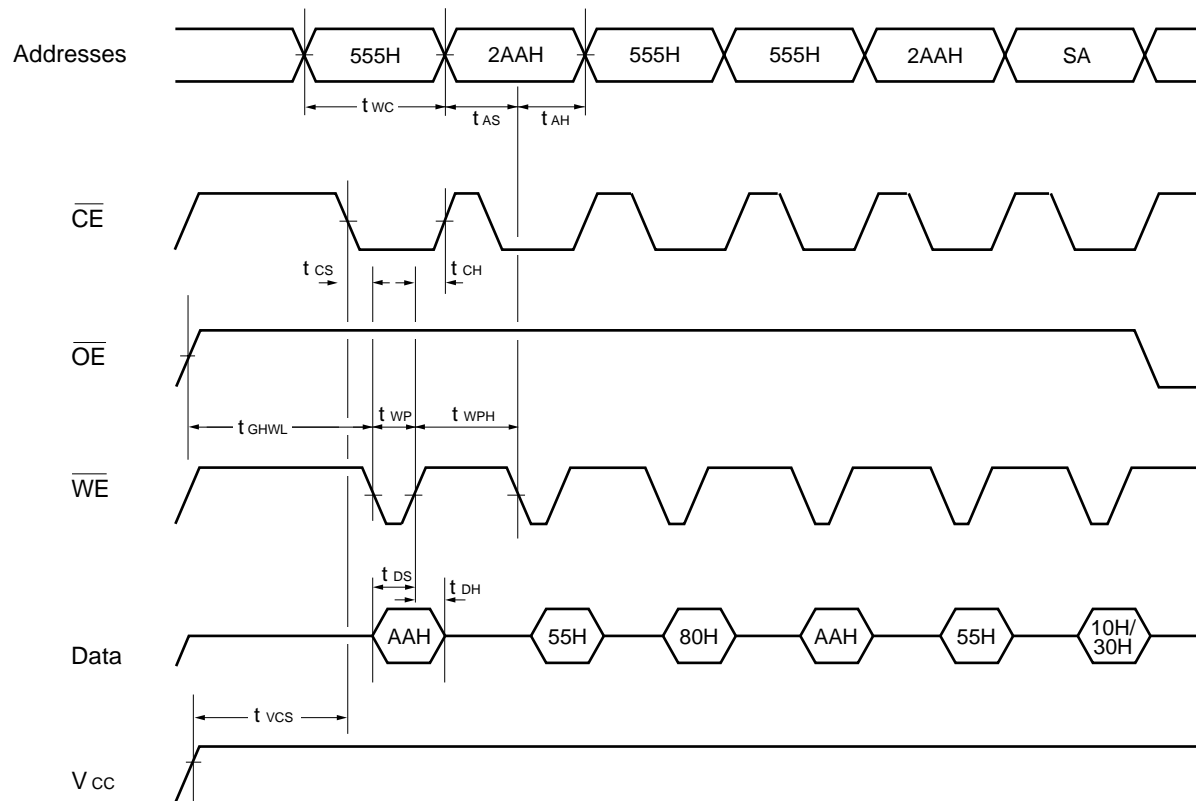 Addresses
555H 2AAH 555H 555H 2AAH SA
t WC t AS t AH
CE
t CS t CH
OE
t GHWL t WP t WPH
WE
t DS t DH
Data
AAH 55H 80H AAH 55H 10H/
30H
t VCS
V CC